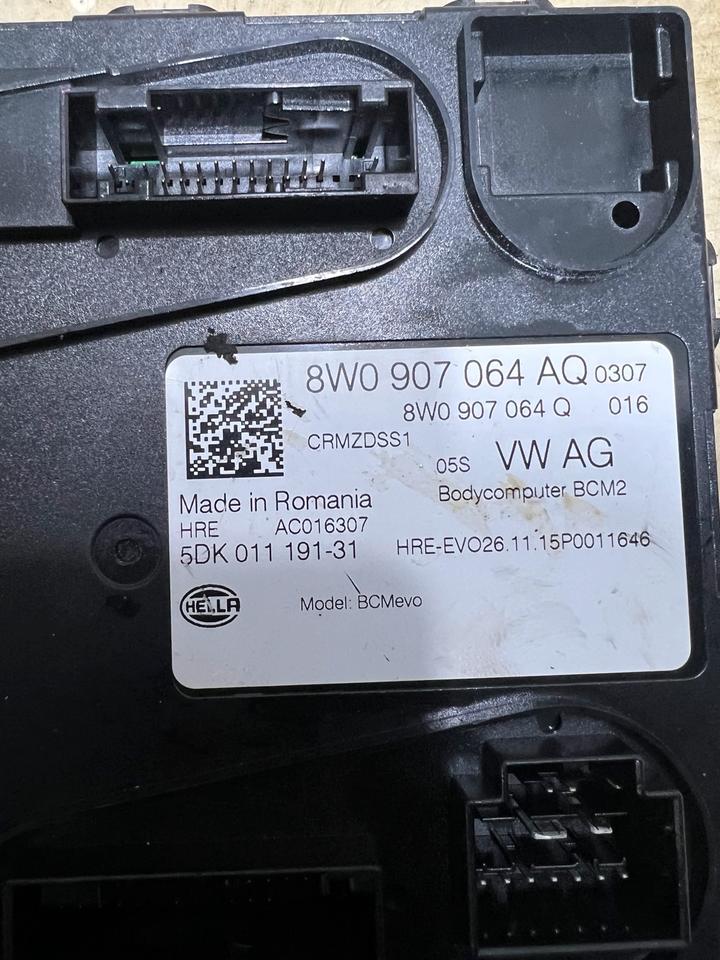 8W0 907 064 AQ 0307
8W0 907 064 Q 016
CRMZDSS1
05S VW AG
Bodycomputer BCM2
Made in Romania
HRE AC016307
5DK 011 191-31 HRE-EVO26.11.15P0011646
HELLA
Model: BCMevo